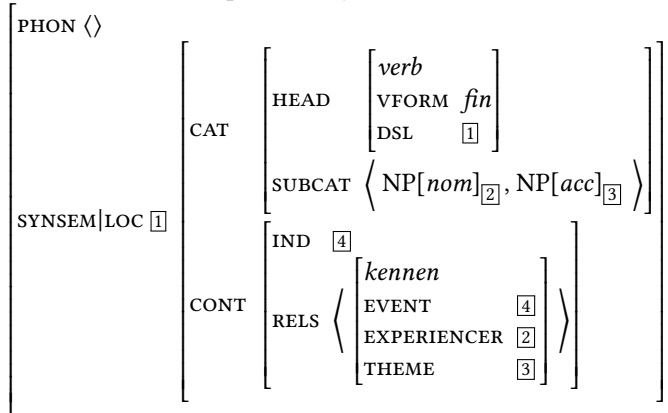 PHON ⟨⟩
verb
HEAD VFORM fin
DSL 1
CAT
SUBCAT ⟨ NP[nom]2, NP[acc]3 ⟩
SYNSEM|LOC 1
IND 4
kennen
EVENT 4
CONT RELS ⟨ ⟩
EXPERIENCER 2
THEME 3